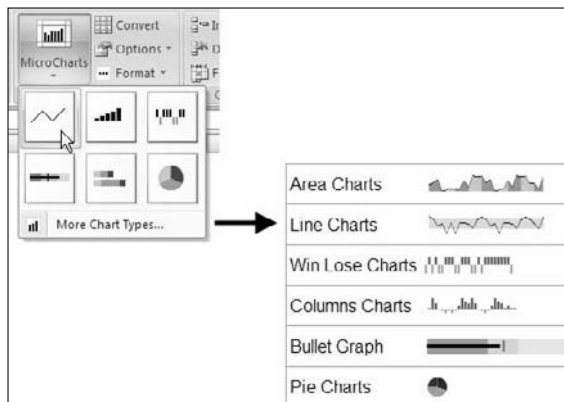 Convert
Options
MicroCharts
Format
More Chart Types...
Area Charts
Line Charts
Win Lose Charts
Columns Charts
Bullet Graph
Pie Charts